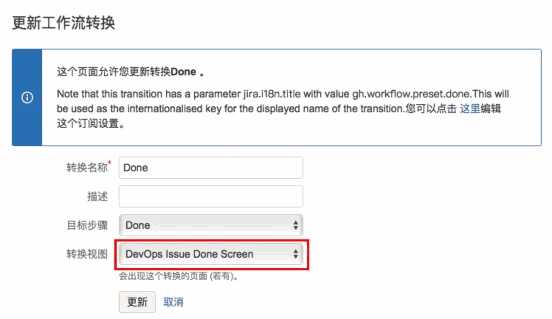 更新工作流转换
这个页面允许您更新转换Done 。
Note that this transition has a parameter jira.i18n.title with value gh.workflow.preset.done.This will
be used as the internationalised key for the displayed name of the transition.您可以点击 这里编辑
这个订阅设置。
转换名称* Done
描述
目标步骤 Done
转换视图 DevOps Issue Done Screen
会出现这个转换的页面 (若有)。
更新 取消